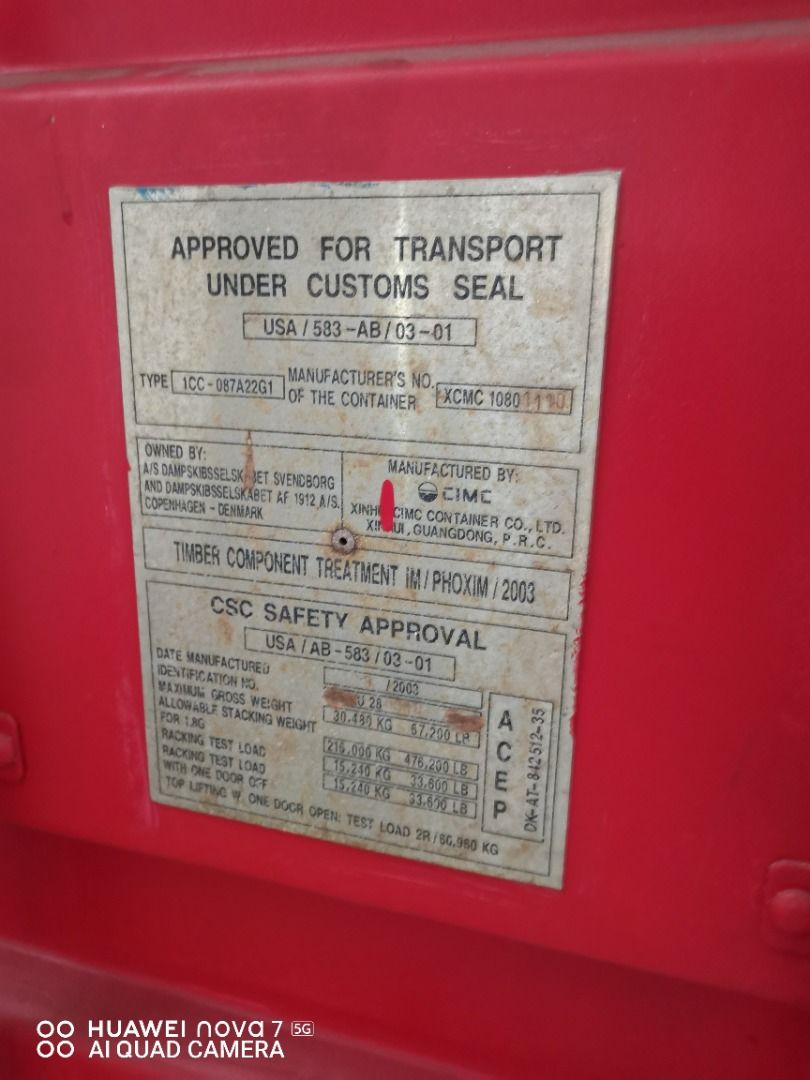 APPROVED FOR TRANSPORT
UNDER CUSTOMS SEAL
USA / 583-AB / 03-01
TYPE 1CC-087A22G1
MANUFACTURER'S NO.
OF THE CONTAINER
XCMC 1080
OWNED BY:
A/S DAMPSKIBSSELSKABET SVENDBORG
AND DAMPSKIBSSELSKABET AF 1912 A/S.
COPENHAGEN - DENMARK
MANUFACTURED BY:
CIMC
CIMC CONTAINER CO., LTD.
GUANGDONG, P.R.C.
TIMBER COMPONENT TREATMENT IM / PHOXIM / 2003
CSC SAFETY APPROVAL
USA / AB-583 / 03-01
DATE MANUFACTURED /2003
IDENTIFICATION NO. U 28
MAXIMUM GROSS WEIGHT 30.480 KG 67,200 LB
ALLOWABLE STACKING WEIGHT
FOR 1.8G 216,000 KG 476,200 LB
RACKING TEST LOAD 15,240 KG 33,600 LB
RACKING TEST LOAD
WITH ONE DOOR OFF 15,240 KG 33,600 LB
TOP LIFTING W. ONE DOOR OPEN: TEST LOAD 2R / 60,960 KG
ACEP
DK-AT-842512-35
HUAWEI nova 7 5G
AI QUAD CAMERA